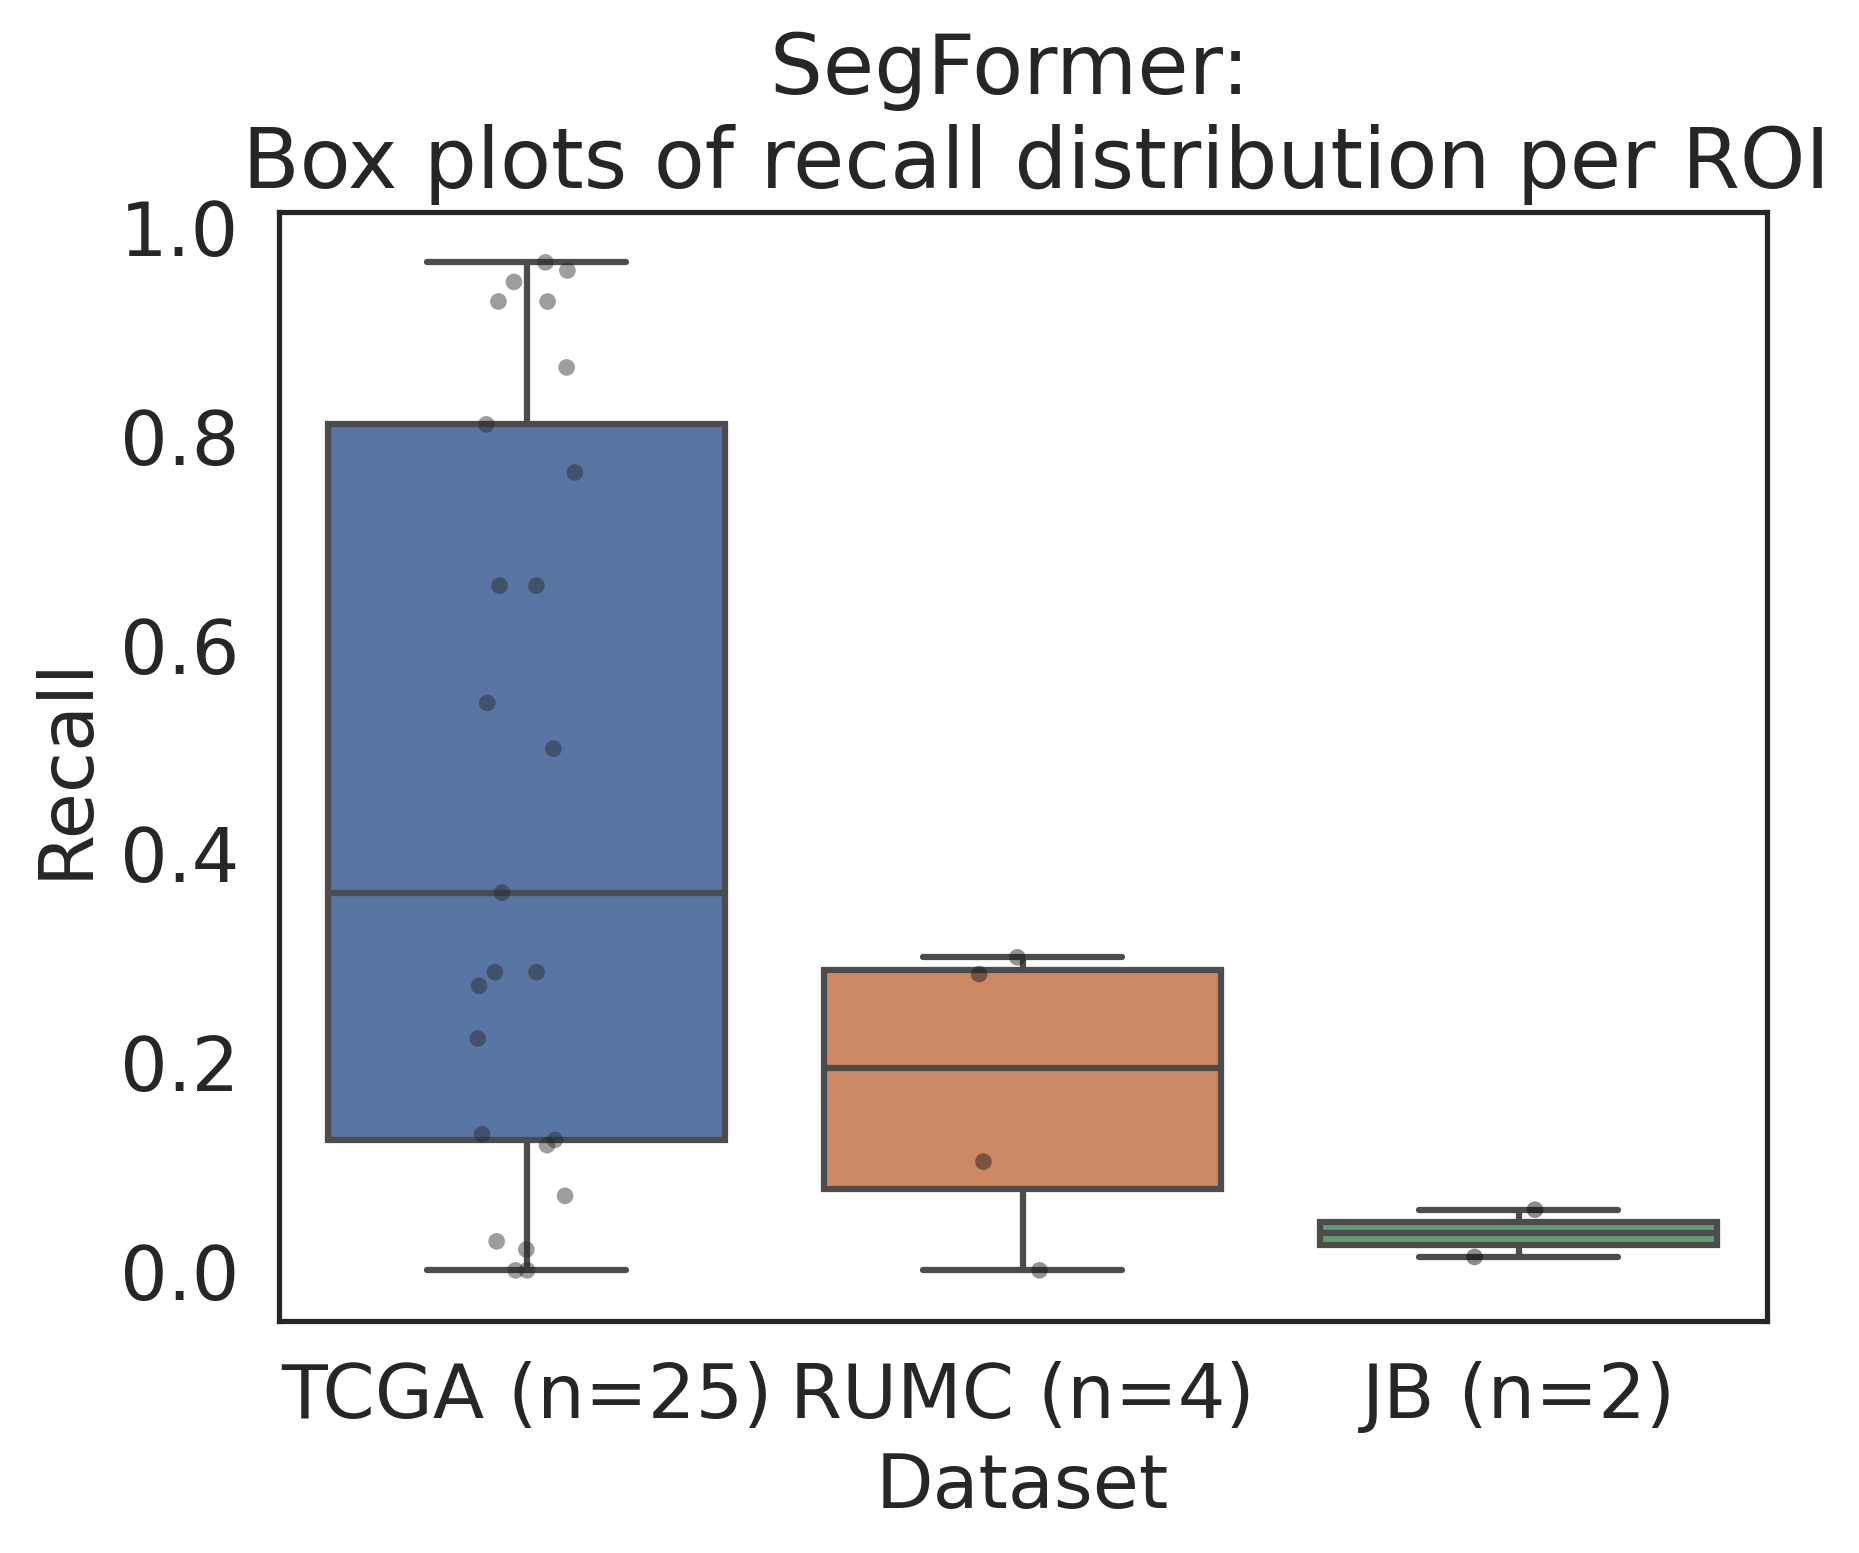 SegFormer:
Box plots of recall distribution per ROI
1.0
0.8
0.6
0.4
0.2
0.0
Recall
TCGA (n=25) RUMC (n=4) JB (n=2)
Dataset